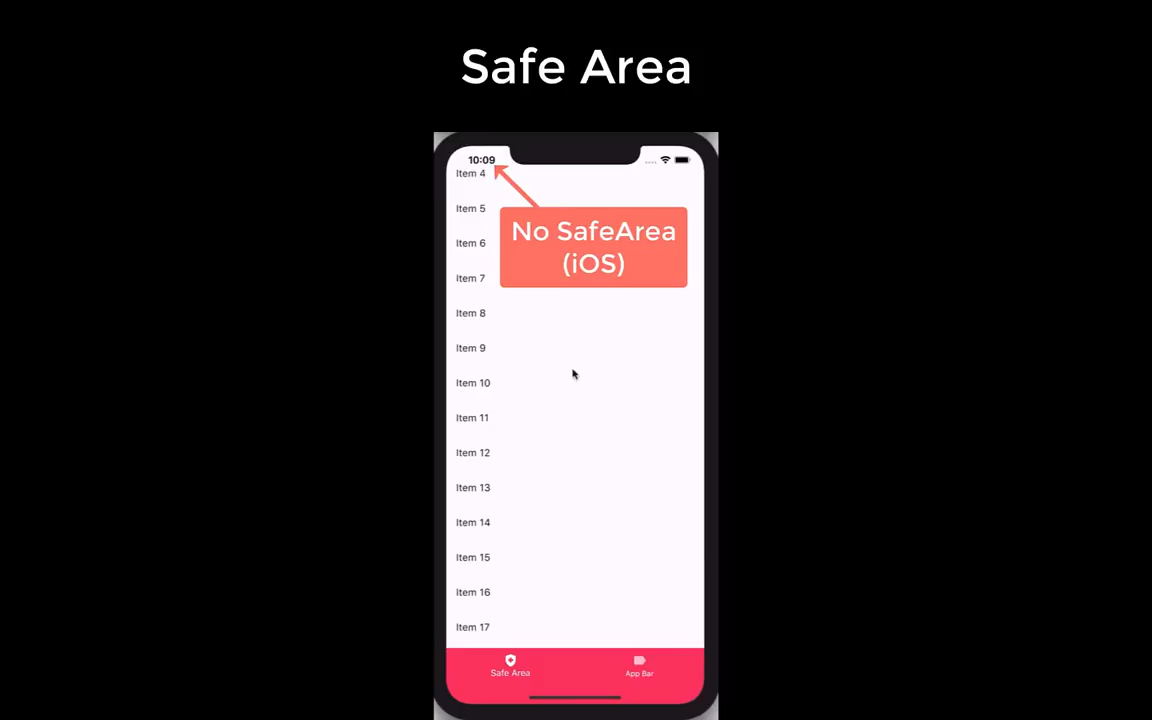 Safe Area
10:09
Item 4
Item 5
No SafeArea
(iOS)
Item 6
Item 7
Item 8
Item 9
Item 10
Item 11
Item 12
Item 13
Item 14
Item 15
Item 16
Item 17
Safe Area
App Bar